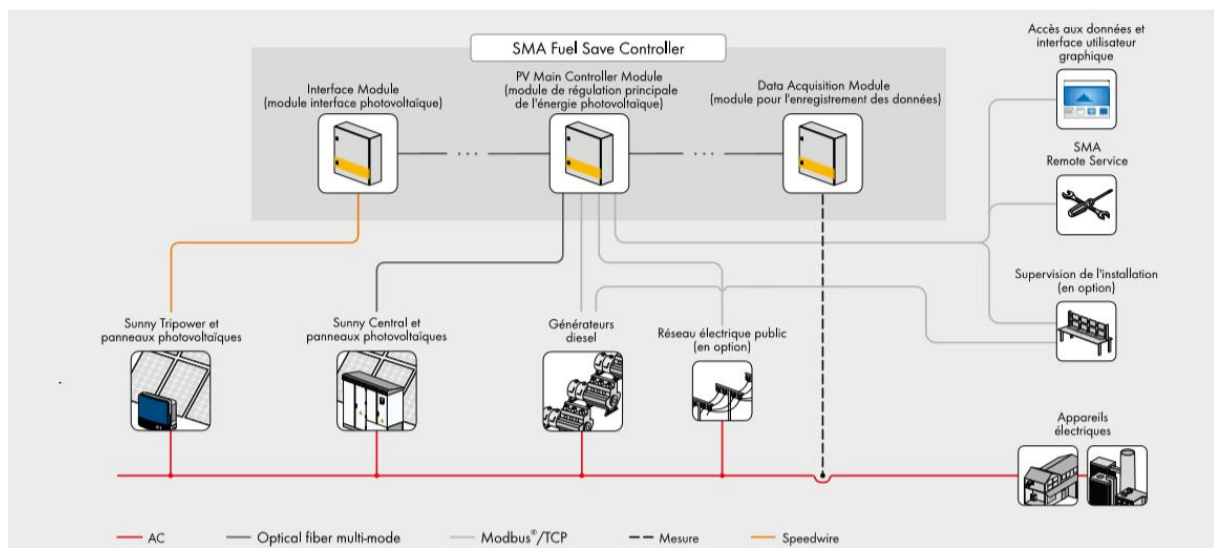 SMA Fuel Save Controller
Interface Module
(module interface photovoltaïque)
PV Main Controller Module
(module de régulation principale
de l'énergie photovoltaïque)
Data Acquisition Module
(module pour l'enregistrement des données)
Accès aux données et
interface utilisateur
graphique
SMA
Remote Service
Supervision de l'installation
(en option)
Sunny Tripower et
panneaux photovoltaïques
Sunny Central et
panneaux photovoltaïques
Générateurs
diesel
Réseau électrique public
(en option)
Appareils
électriques
AC
Optical fiber multi-mode
Modbus®/TCP
Mesure
Speedwire